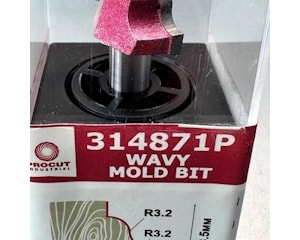 314871P
PROCUT
INDUSTRIAL
WAVY
MOLD BIT
R3.2
R3.2